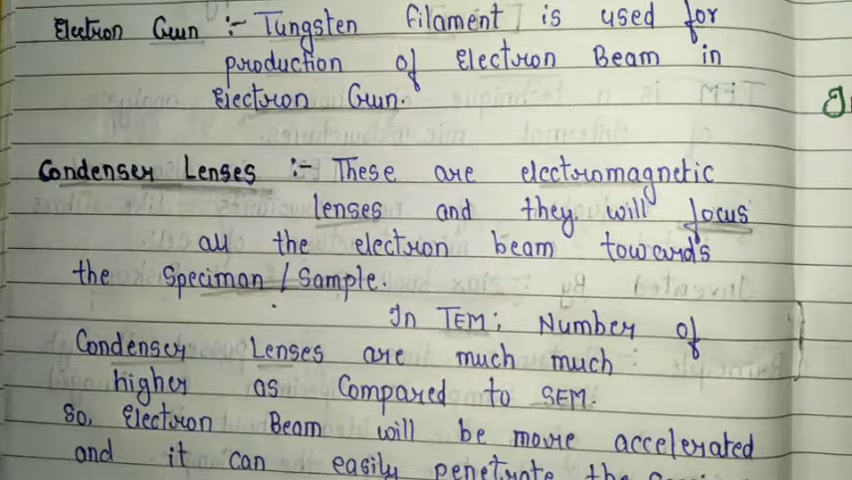 Electron Gun :- Tungsten filament is used for
production of Electron Beam in
Electron Gun.
Condenser Lenses :- These are electromagnetic
lenses and they will focus
all the electron beam toward's
the Speciman / Sample.
In TEM; Number of
Condenser Lenses are much much
higher as Compared to SEM.
So, Electron Beam will be more accelerated
and it can easily penetrate the